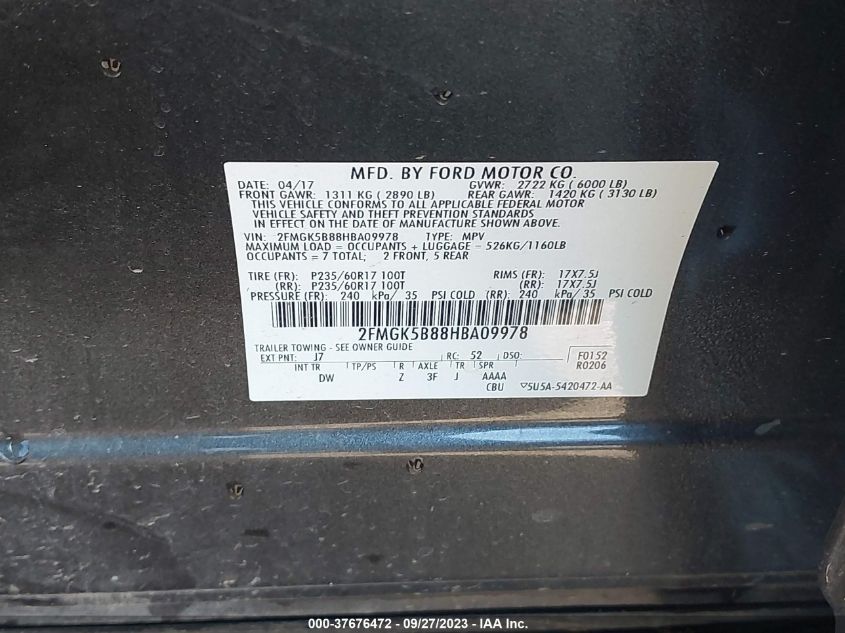 MFD. BY FORD MOTOR CO.
DATE: 04/17 GVWR: 2722 KG ( 6000 LB)
FRONT GAWR: 1311 KG ( 2890 LB) REAR GAWR: 1420 KG ( 3130 LB)
THIS VEHICLE CONFORMS TO ALL APPLICABLE FEDERAL MOTOR
VEHICLE SAFETY AND THEFT PREVENTION STANDARDS
IN EFFECT ON THE DATE OF MANUFACTURE SHOWN ABOVE.
VIN: 2FMGK5B88HBA09978 TYPE: MPV
MAXIMUM LOAD = OCCUPANTS + LUGGAGE = 526KG/1160LB
OCCUPANTS = 7 TOTAL; 2 FRONT, 5 REAR
TIRE (FR): P235/60R17 100T RIMS (FR): 17X7.5J
(RR): P235/60R17 100T (RR): 17X7.5J
PRESSURE (FR): 240 kPa/ 35 PSI COLD (RR): 240 kPa/ 35 PSI COLD
2FMGK5B88HBA09978
TRAILER TOWING - SEE OWNER GUIDE
EXT PNT: J7 RC: 52 DSO: F0152
R0206
INT TR TP/PS R AXLE TR SPR
DW Z 3F J AAAA
CBU ▽5U5A-5420472-AA
000-37676472 — 09/27/2023 - IAA Inc.